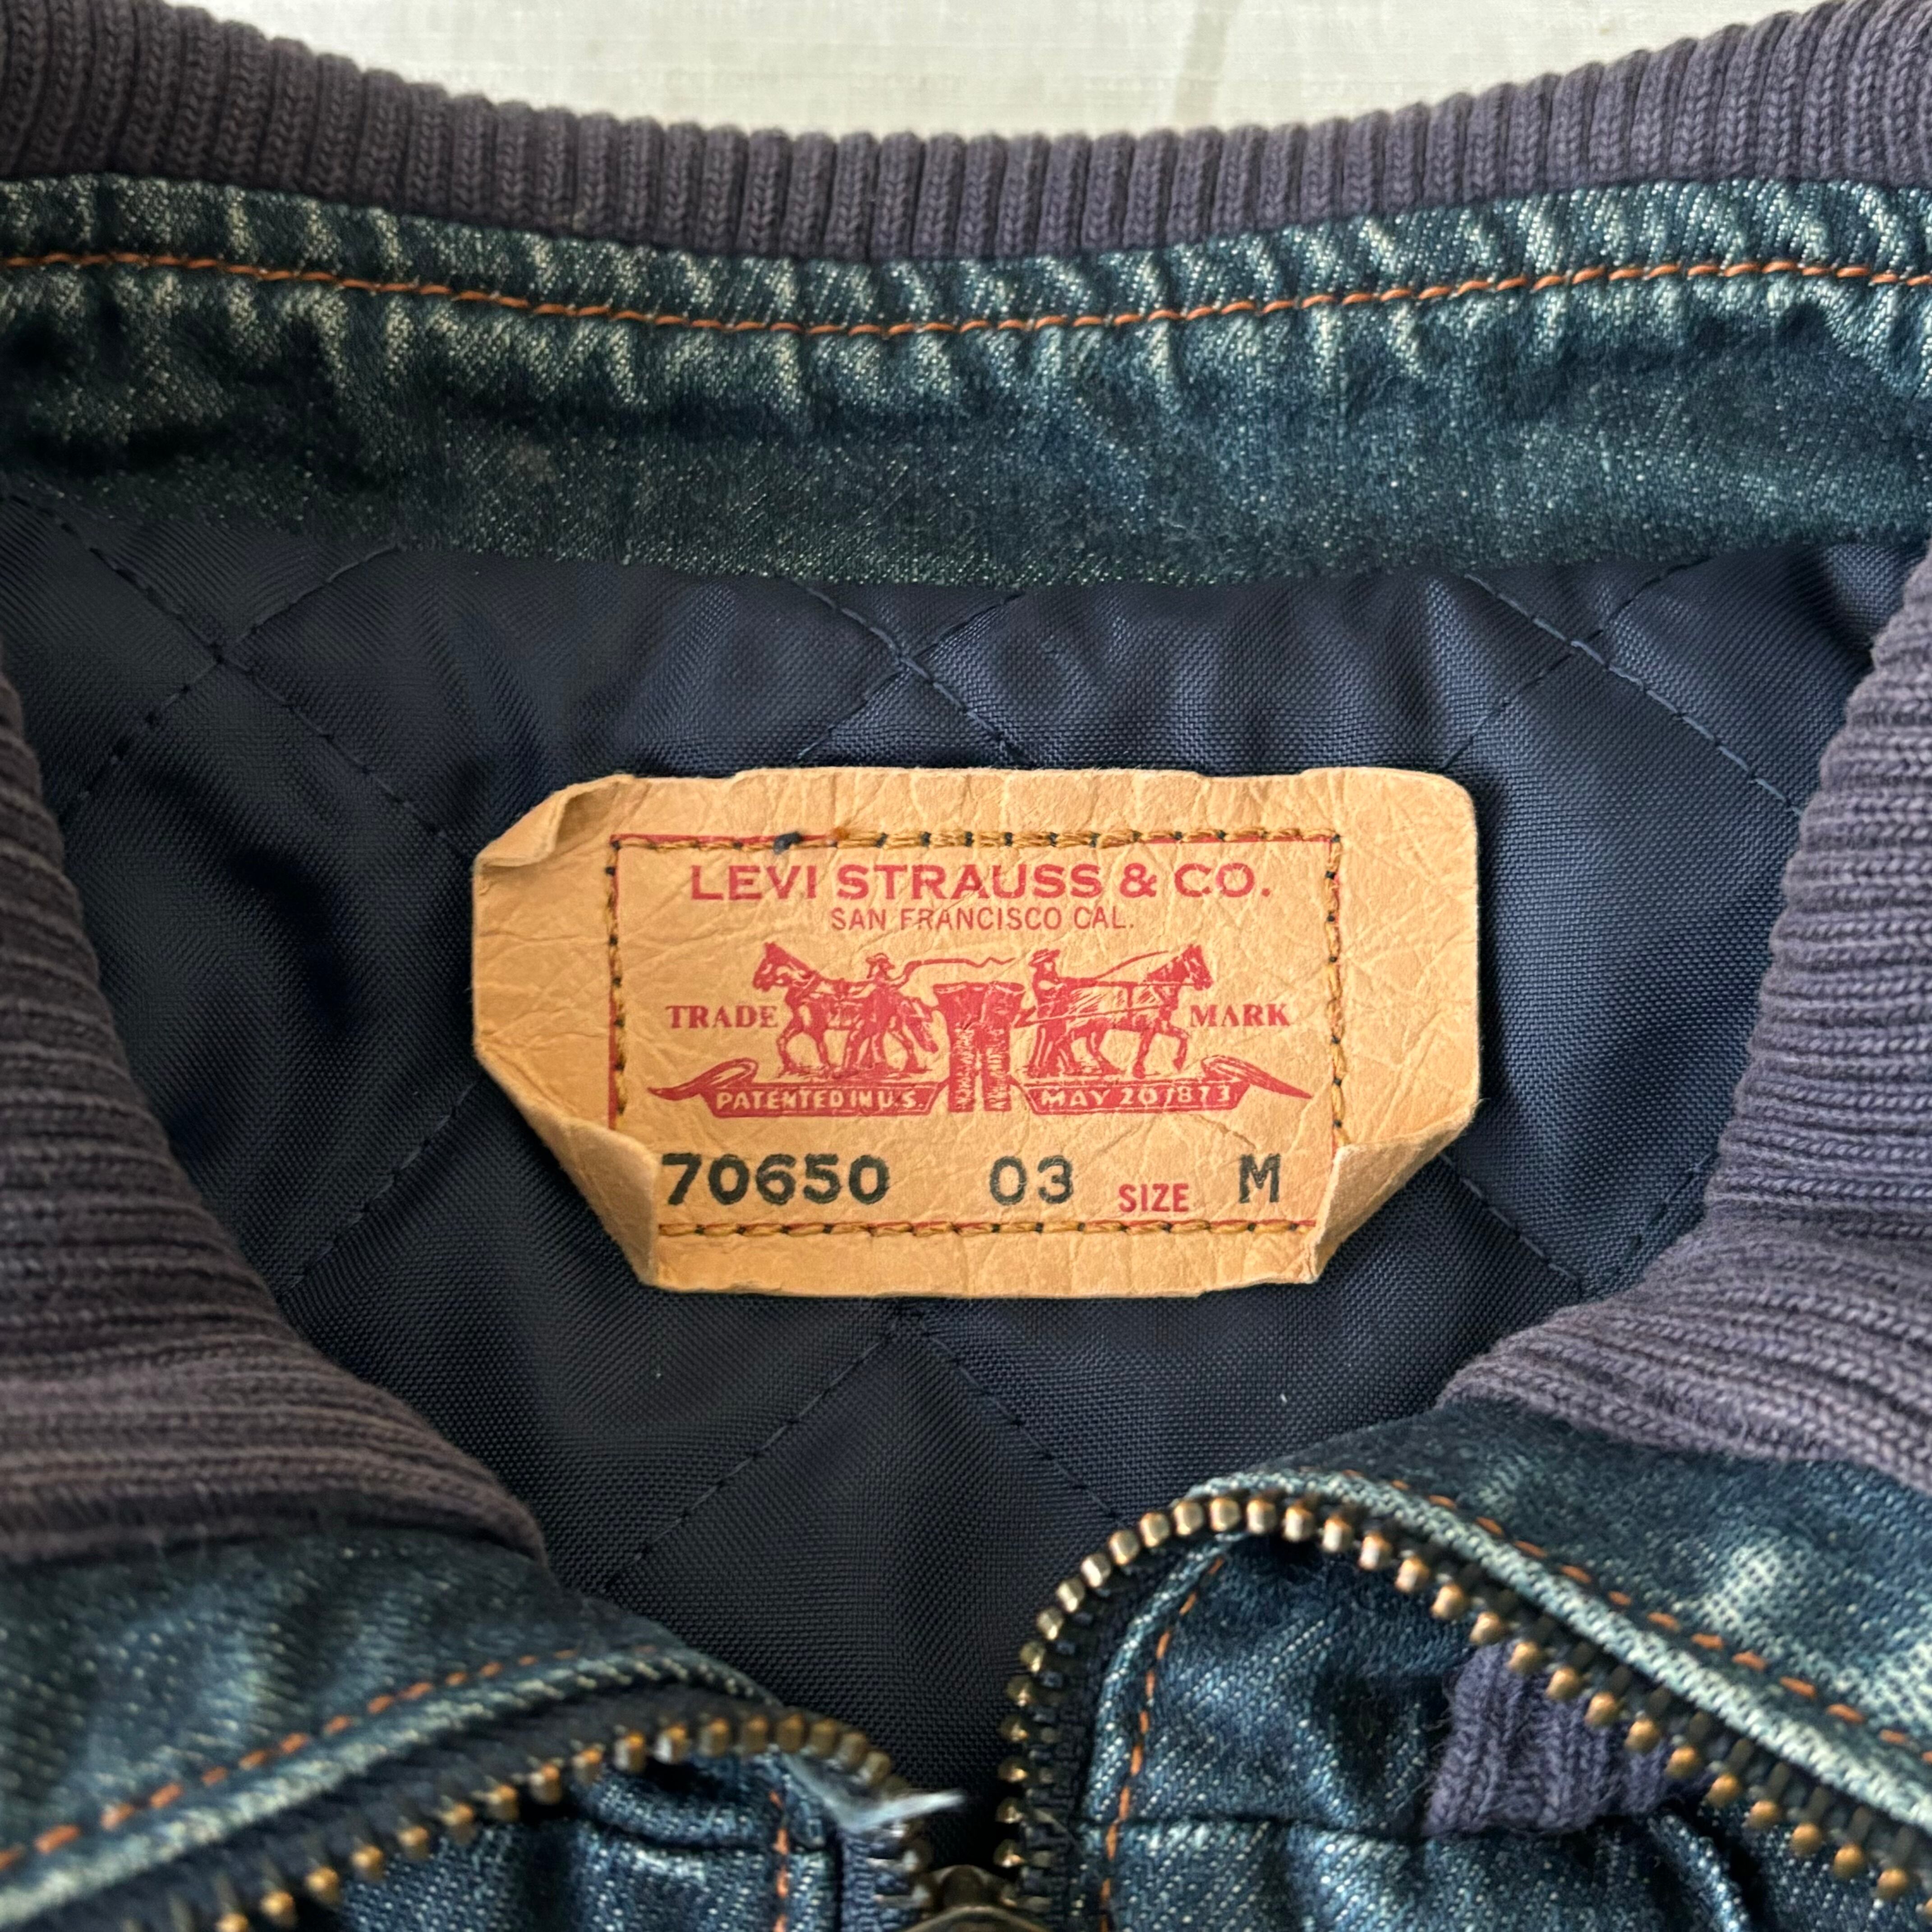 LEVI STRAUSS & CO.
SAN FRANCISCO CAL.
TRADE MARK
PATENTED IN U.S. MAY 20 1873
70650 03 SIZE M